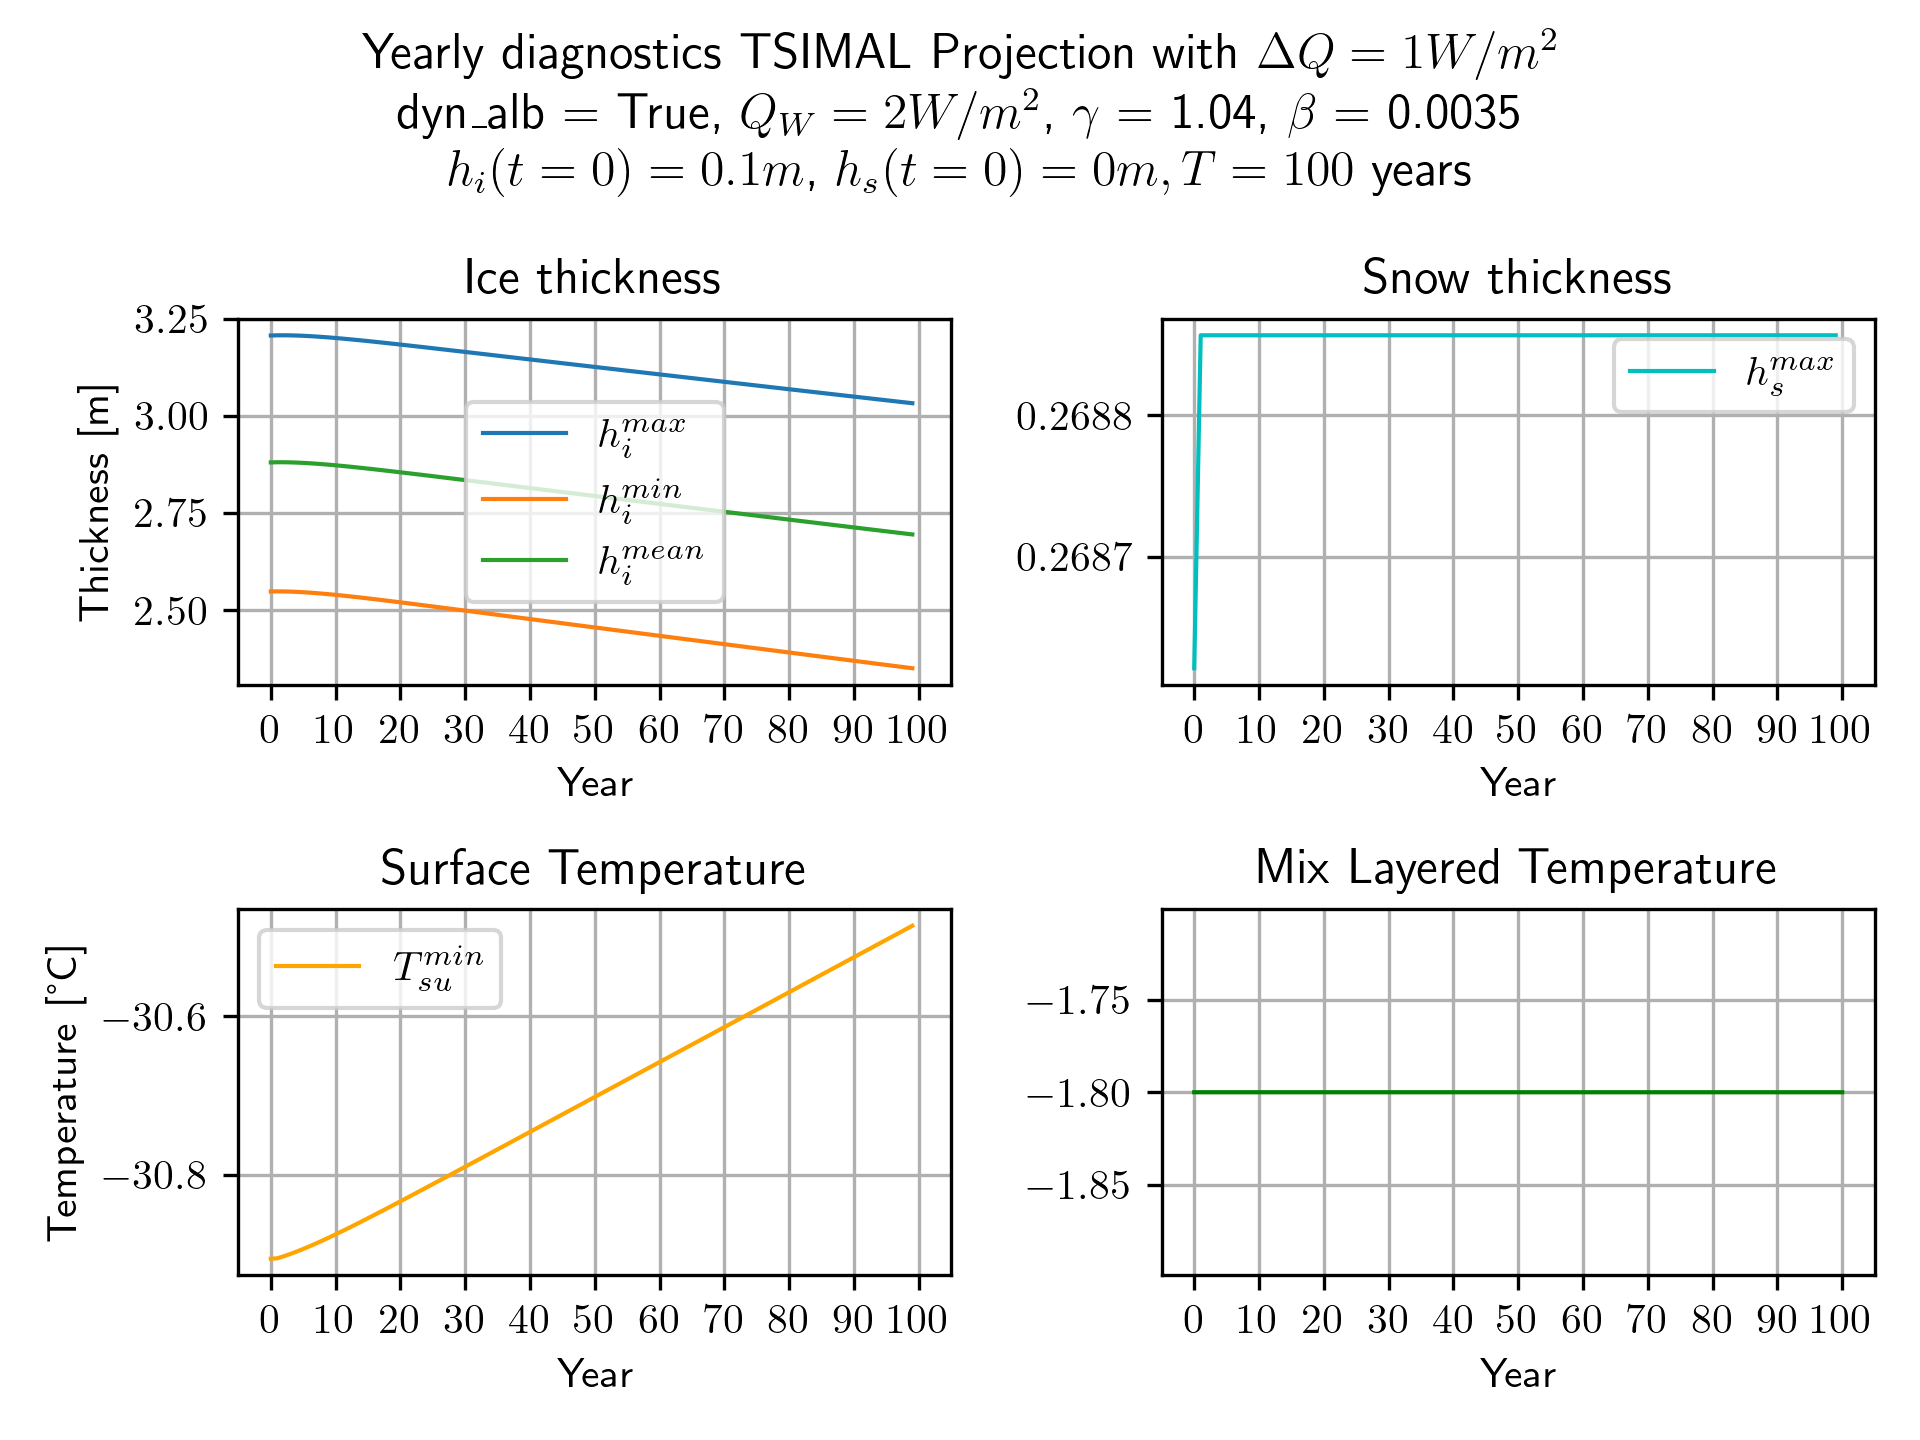 Yearly diagnostics TSIMAL Projection with ΔQ = 1W/m²
dyn_alb = True, Q_W = 2W/m², γ = 1.04, β = 0.0035
h_i(t = 0) = 0.1m, h_s(t = 0) = 0m, T = 100 years
Ice thickness
Thickness [m]
3.25
3.00
2.75
2.50
h_i^{max}
h_i^{min}
h_i^{mean}
0 10 20 30 40 50 60 70 80 90 100
Year
Snow thickness
0.2688
0.2687
h_s^{max}
0 10 20 30 40 50 60 70 80 90 100
Year
Surface Temperature
Temperature [°C]
−30.6
−30.8
T_{su}^{min}
0 10 20 30 40 50 60 70 80 90 100
Year
Mix Layered Temperature
−1.75
−1.80
−1.85
0 10 20 30 40 50 60 70 80 90 100
Year